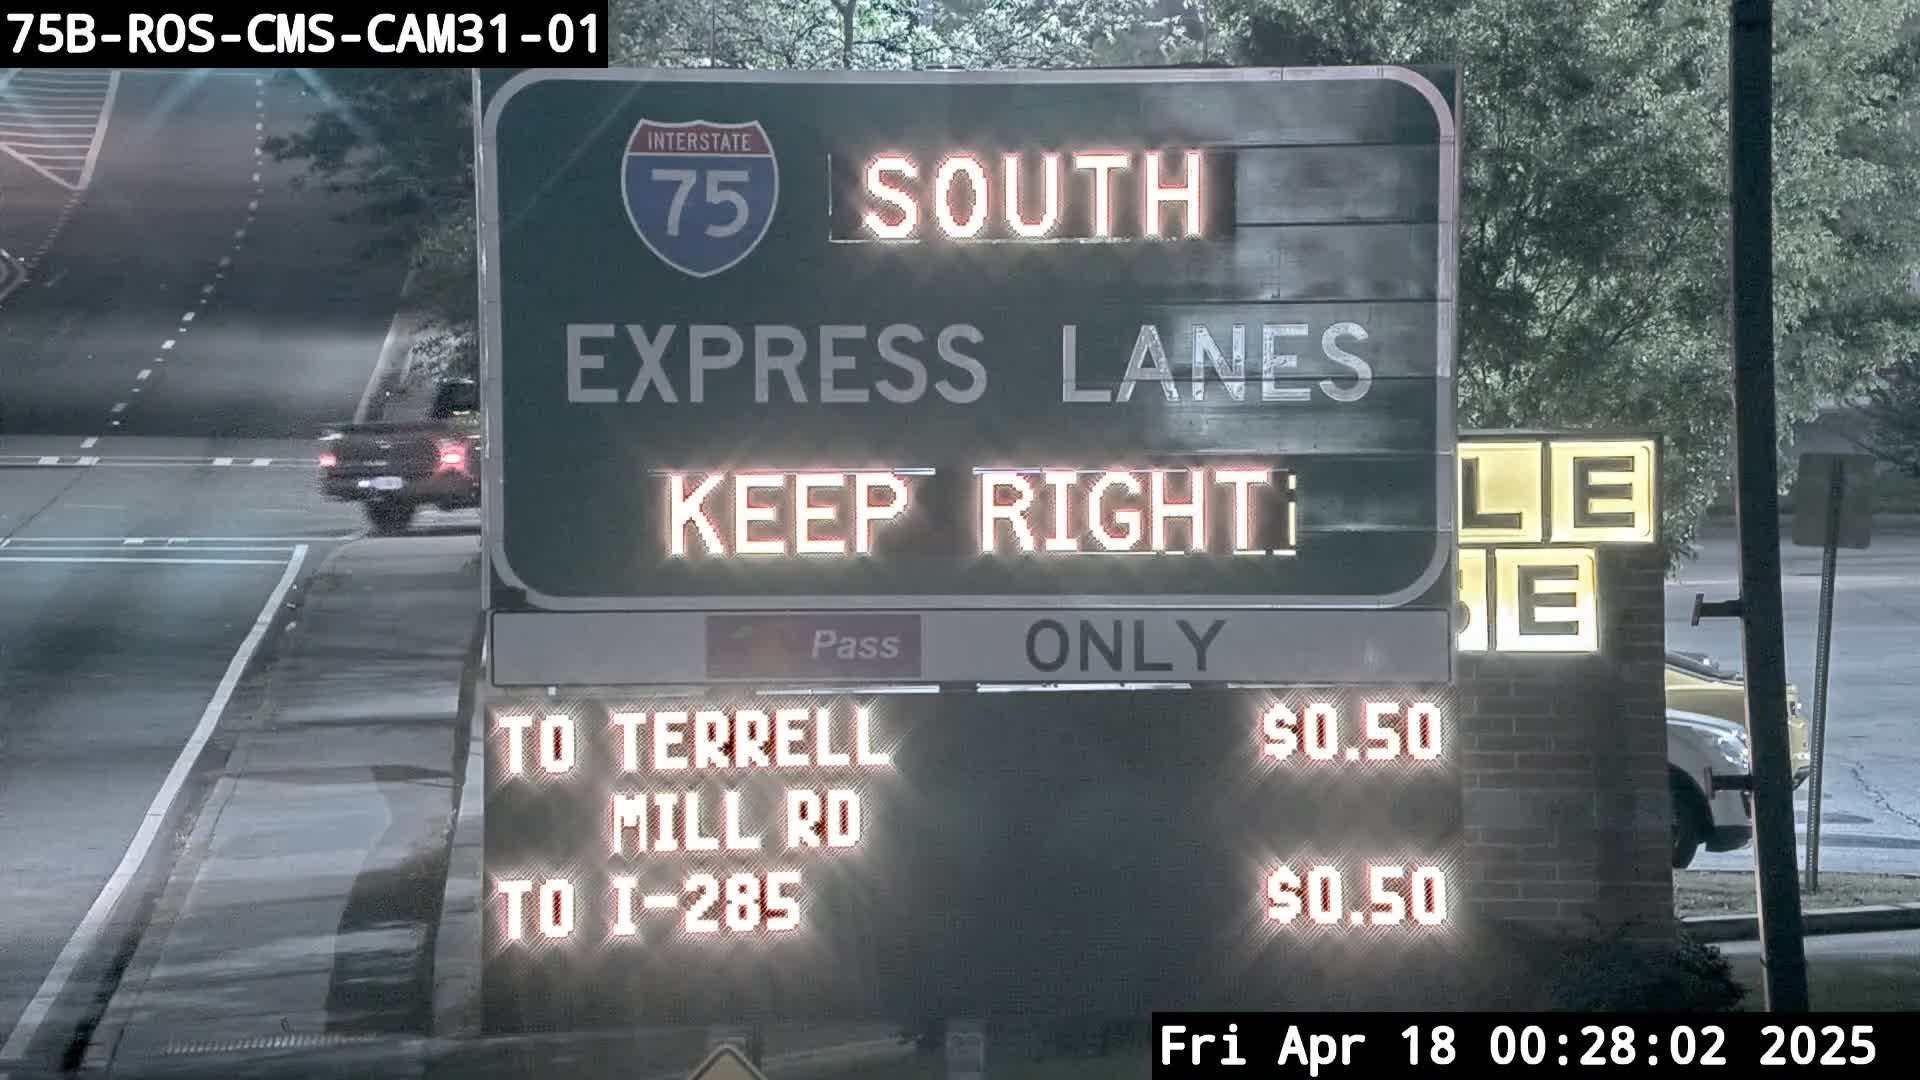 75B-ROS-CMS-CAM31-01
INTERSTATE
75
SOUTH
EXPRESS LANES
KEEP RIGHT
Pass ONLY
LE
E
TO TERRELL $0.50
MILL RD
TO I-285 $0.50
Fri Apr 18 00:28:02 2025